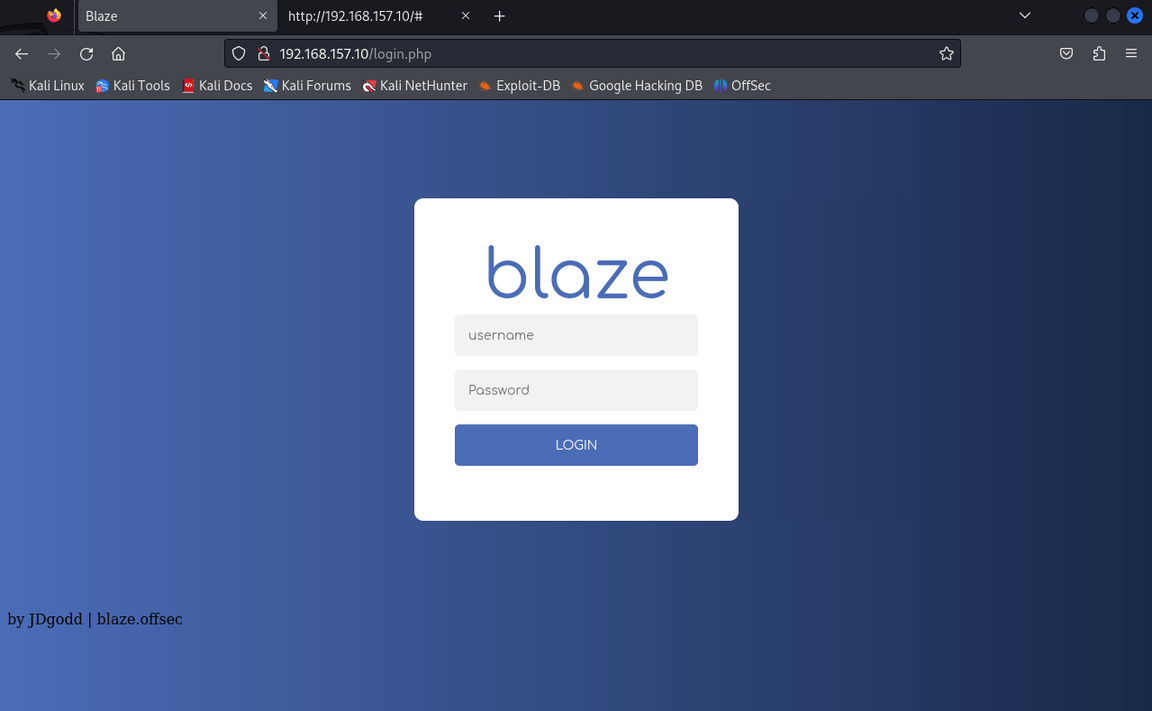 Blaze
http://192.168.157.10/#
192.168.157.10/login.php
Kali Linux Kali Tools Kali Docs Kali Forums Kali NetHunter Exploit-DB Google Hacking DB OffSec
blaze
username
Password
LOGIN
by JDgodd | blaze.offsec